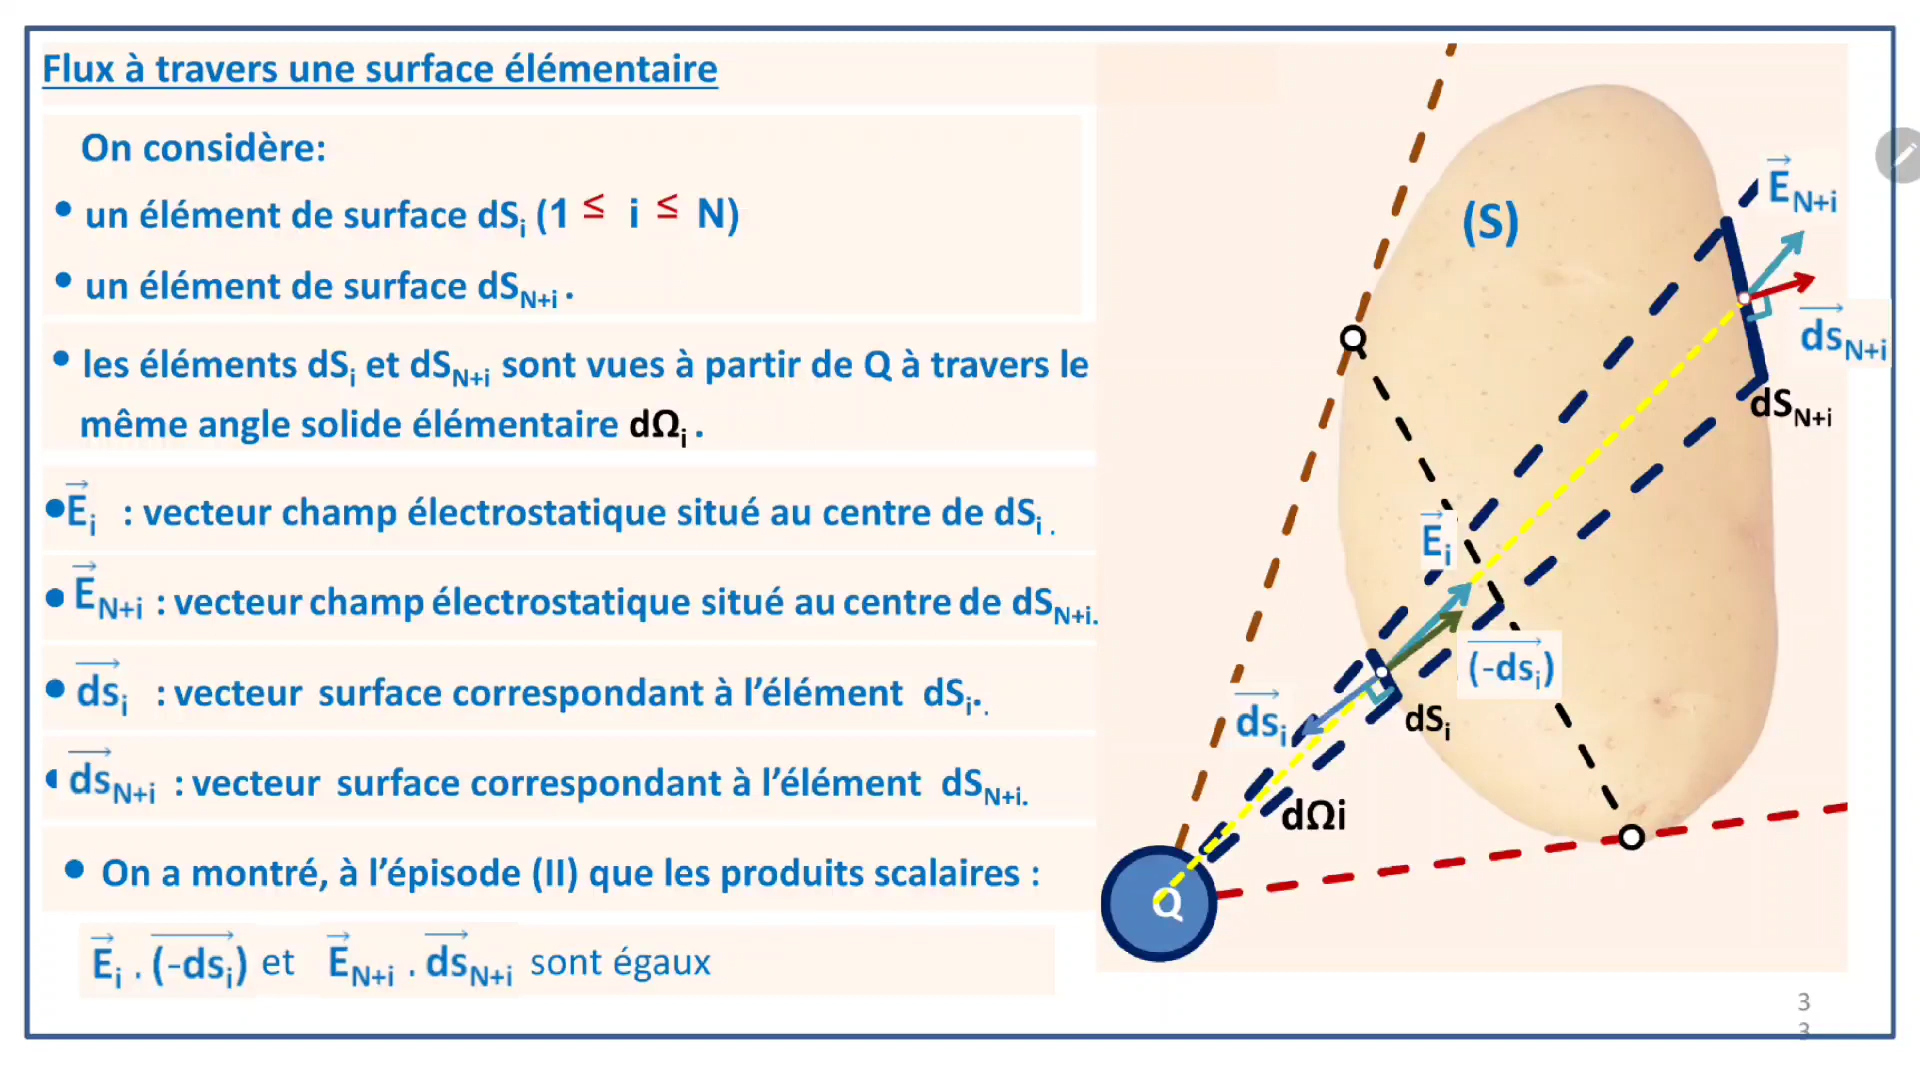 Flux à travers une surface élémentaire
On considère:
• un élément de surface dSi (1 ≤ i ≤ N)
• un élément de surface dSN+i .
• les éléments dSi et dSN+i sont vues à partir de Q à travers le
même angle solide élémentaire dΩi .
• Ei : vecteur champ électrostatique situé au centre de dSi .
• EN+i : vecteur champ électrostatique situé au centre de dSN+i.
• dsi : vecteur surface correspondant à l’élément dSi. .
• dsN+i : vecteur surface correspondant à l’élément dSN+i.
• On a montré, à l’épisode (II) que les produits scalaires :
Ei . (-dsi) et EN+i . dsN+i sont égaux
(S)
EN+i
dsN+i
dSN+i
Ei
(-dsi)
dsi
dSi
dΩi
Q
3
3